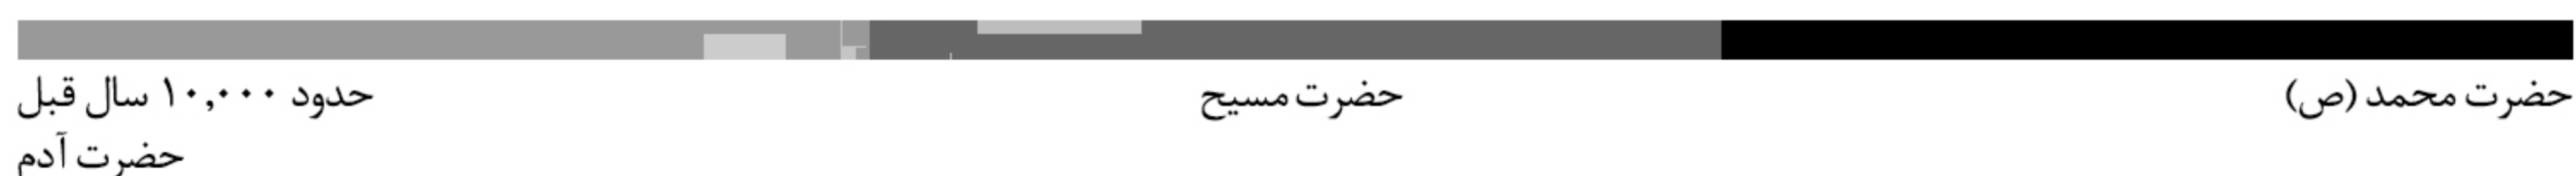 حضرت محمد (ص)
حضرت مسیح
حدود ۱۰,۰۰۰ سال قبل
حضرت آدم